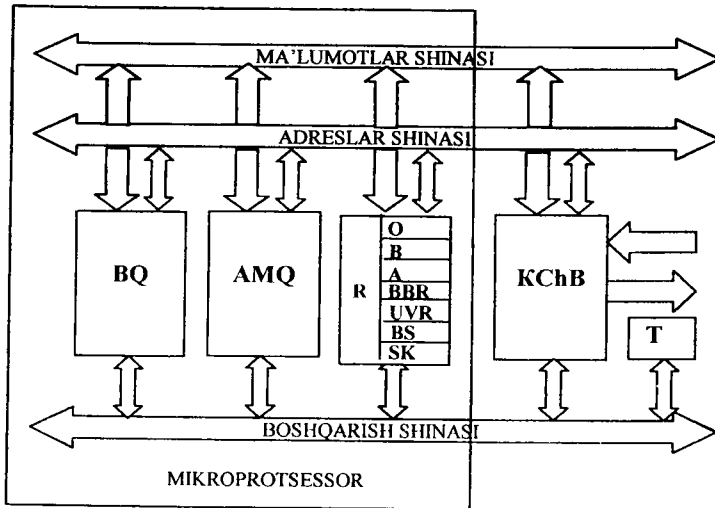 MA'LUMOTLAR SHINASI
ADRESLAR SHINASI
BQ
AMQ
R
O
B
A
BBR
UVR
BS
SK
KChB
T
BOSHQARISH SHINASI
MIKROPROTSESSOR